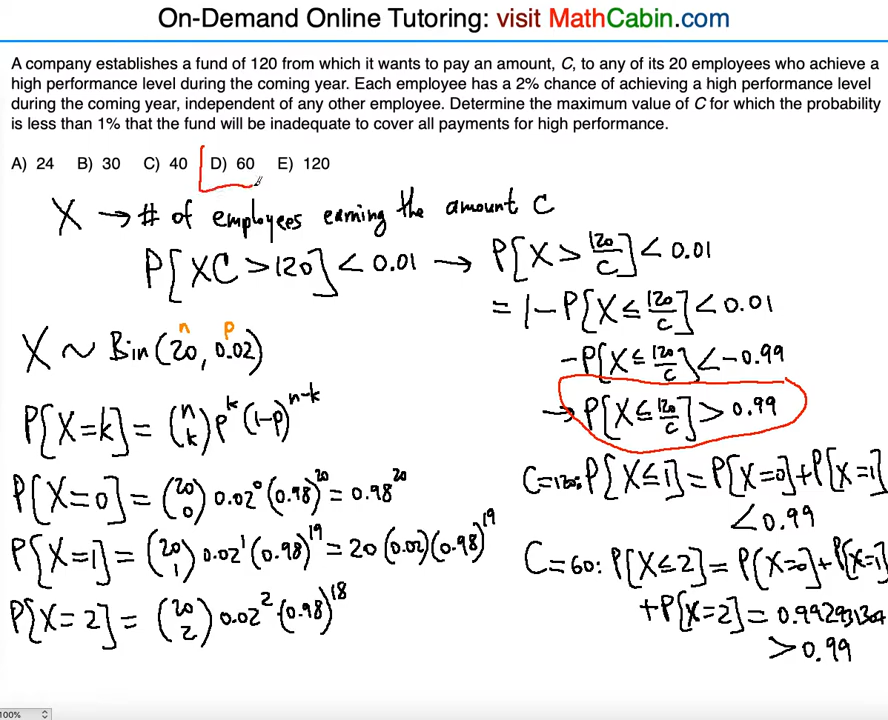 On-Demand Online Tutoring: visit MathCabin.com
A company establishes a fund of 120 from which it wants to pay an amount, C, to any of its 20 employees who achieve a
high performance level during the coming year. Each employee has a 2% chance of achieving a high performance level
during the coming year, independent of any other employee. Determine the maximum value of C for which the probability
is less than 1% that the fund will be inadequate to cover all payments for high performance.
A) 24 B) 30 C) 40 D) 60 E) 120
X → # of employees earning the amount C
P[XC > 120] < 0.01 → P[X > 120/C] < 0.01
= 1 - P[X ≤ 120/C] < 0.01
-P[X ≤ 120/C] < -0.99
→ P[X ≤ 120/C] > 0.99
n p
X ~ Bin(20, 0.02)
P[X=k] = (n k) p^k (1-p)^n-k
P[X=0] = (20 0) 0.02^0 (0.98)^20 = 0.98^20
P[X=1] = (20 1) 0.02^1 (0.98)^19 = 20 (0.02)(0.98)^19
P[X=2] = (20 2) 0.02^2 (0.98)^18
C=120: P[X ≤ 1] = P[X=0] + P[X=1]
< 0.99
C=60: P[X ≤ 2] = P(X=0] + P[X=1]
+ P[X=2] = 0.992931304
> 0.99
100%